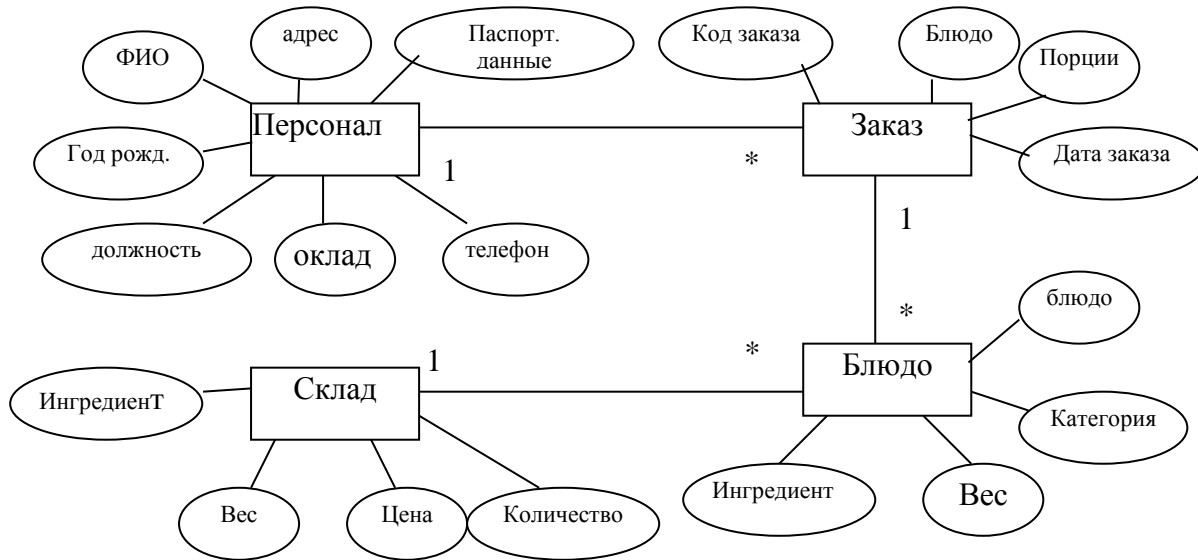 адрес
Паспорт.
данные
Код заказа
Блюдо
ФИО
Порции
Персонал
Заказ
Год рожд.
Дата заказа
1
*
должность
оклад
телефон
1
*
блюдо
1
*
Ингредиент
Склад
Блюдо
Категория
Вес
Цена
Количество
Ингредиент
Вес